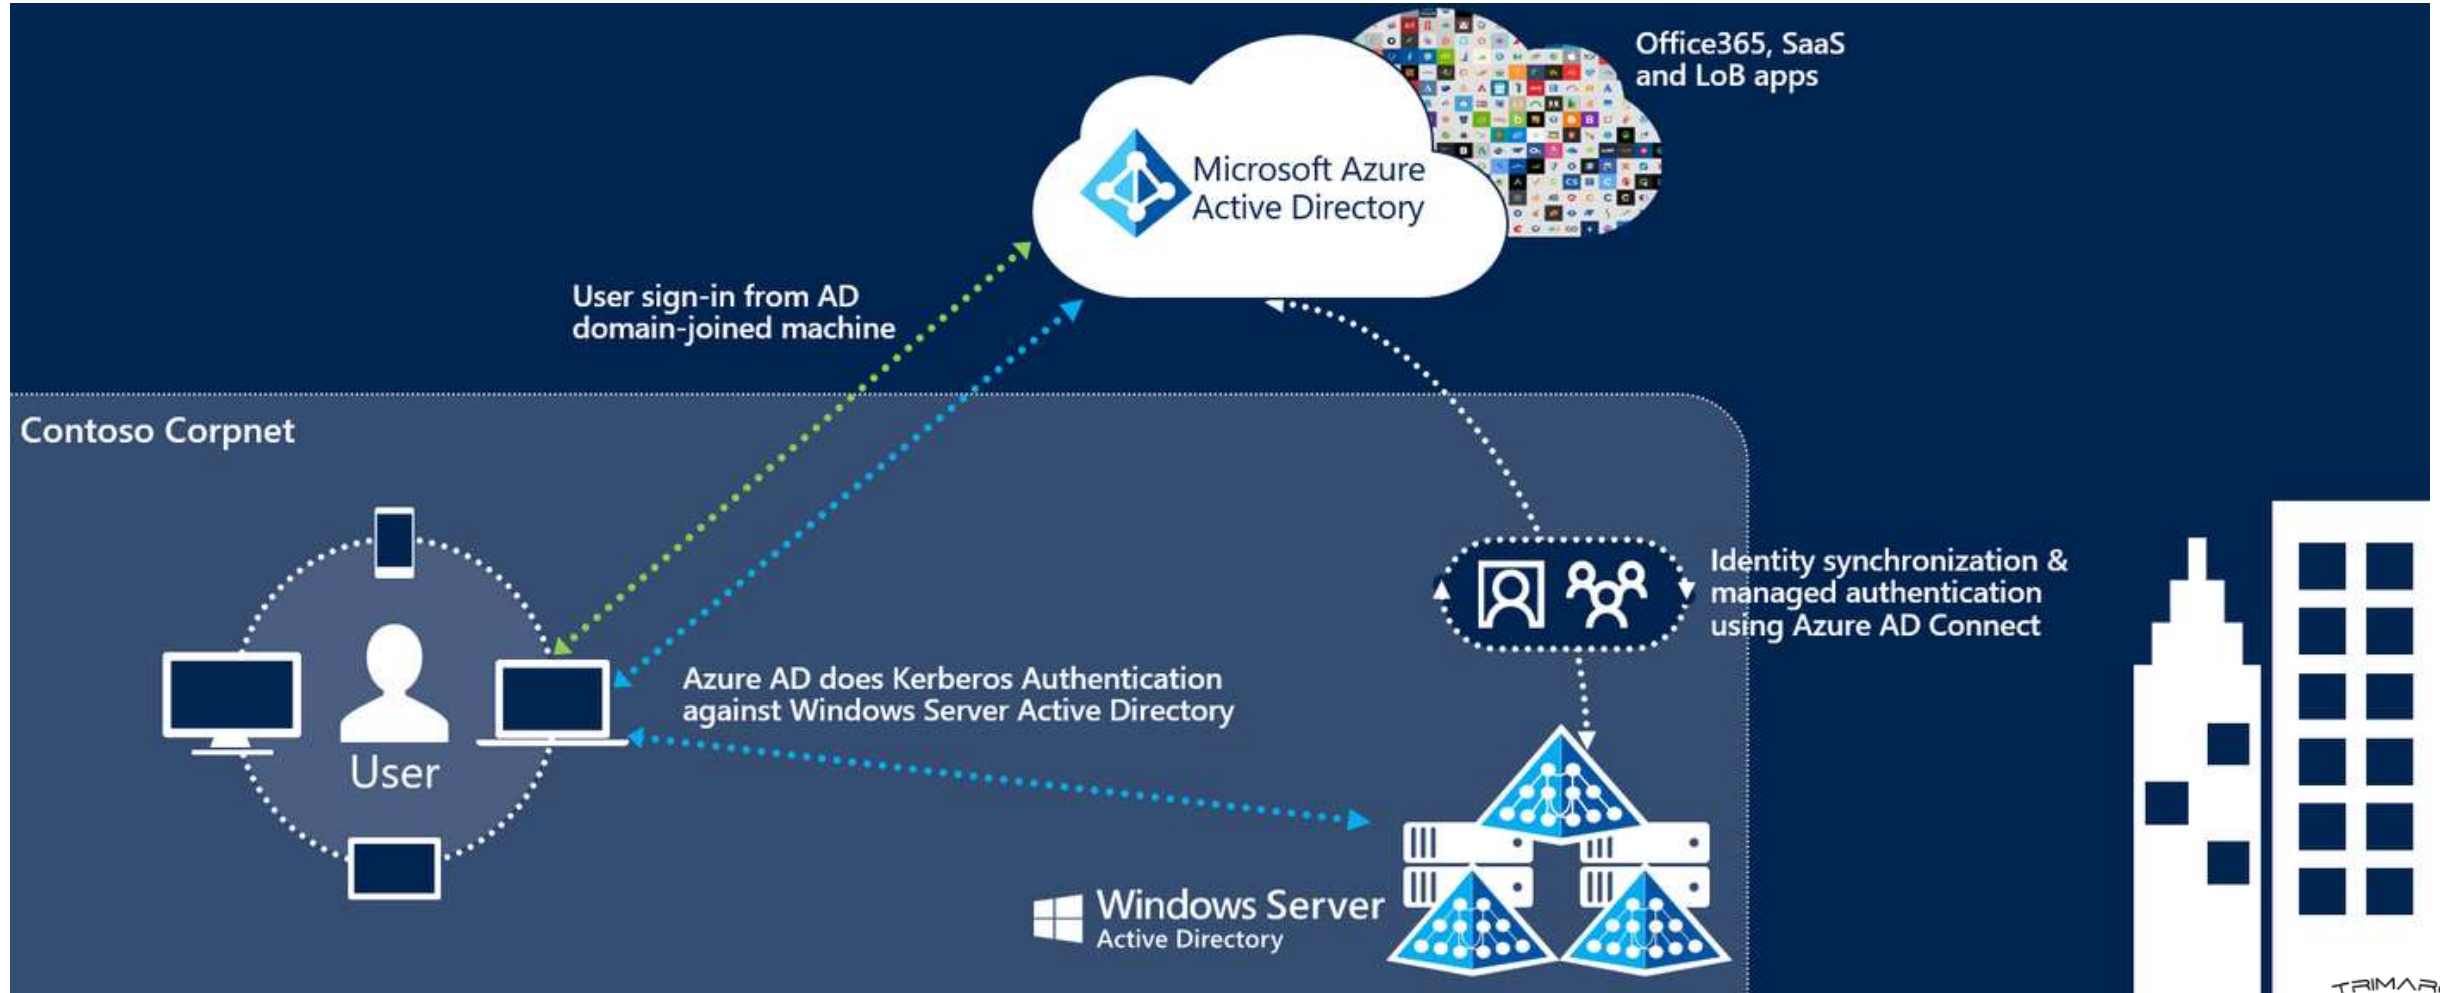 Office365, SaaS
and LoB apps
Microsoft Azure
Active Directory
User sign-in from AD
domain-joined machine
Contoso Corpnet
Identity synchronization &
managed authentication
using Azure AD Connect
Azure AD does Kerberos Authentication
against Windows Server Active Directory
User
Windows Server
Active Directory